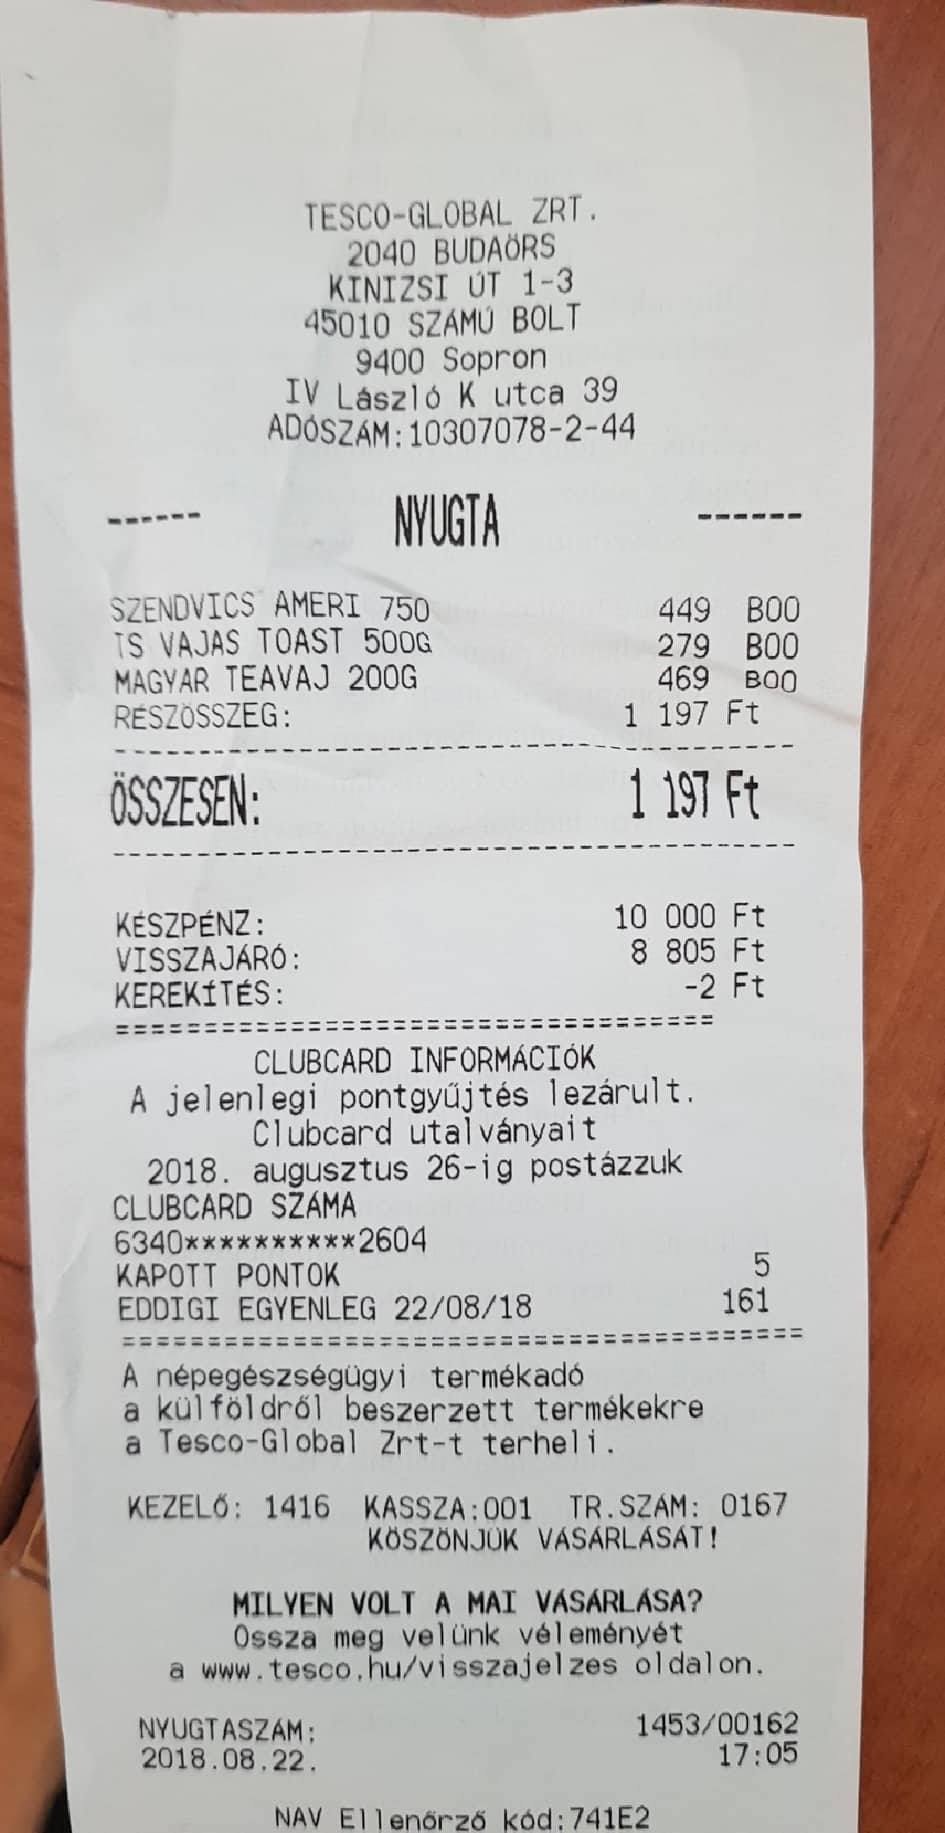 TESCO-GLOBAL ZRT.
2040 BUDAÖRS
KINIZSI ÚT 1-3
45010 SZÁMÚ BOLT
9400 Sopron
IV László K utca 39
ADÓSZÁM:10307078-2-44
------ NYUGTA ------
SZENDVICS AMERI 750 449 B00
TS VAJAS TOAST 500G 279 B00
MAGYAR TEAVAJ 200G 469 B00
RÉSZÖSSZEG: 1 197 Ft
ÖSSZESEN: 1 197 Ft
KÉSZPÉNZ: 10 000 Ft
VISSZAJÁRÓ: 8 805 Ft
KEREKÍTÉS: -2 Ft
CLUBCARD INFORMÁCIÓK
A jelenlegi pontgyűjtés lezárult.
Clubcard utalványait
2018. augusztus 26-ig postázzuk
CLUBCARD SZÁMA
6340**********2604
KAPOTT PONTOK 5
EDDIGI EGYENLEG 22/08/18 161
A népegészségügyi termékadó
a külföldről beszerzett termékekre
a Tesco-Global Zrt-t terheli.
KEZELŐ: 1416 KASSZA:001 TR.SZÁM: 0167
KÖSZÖNJÜK VÁSÁRLÁSÁT!
MILYEN VOLT A MAI VÁSÁRLÁSA?
Ossza meg velünk véleményét
a www.tesco.hu/visszajelzes oldalon.
NYUGTASZÁM: 1453/00162
2018.08.22. 17:05
NAV Ellenőrző kód:741E2